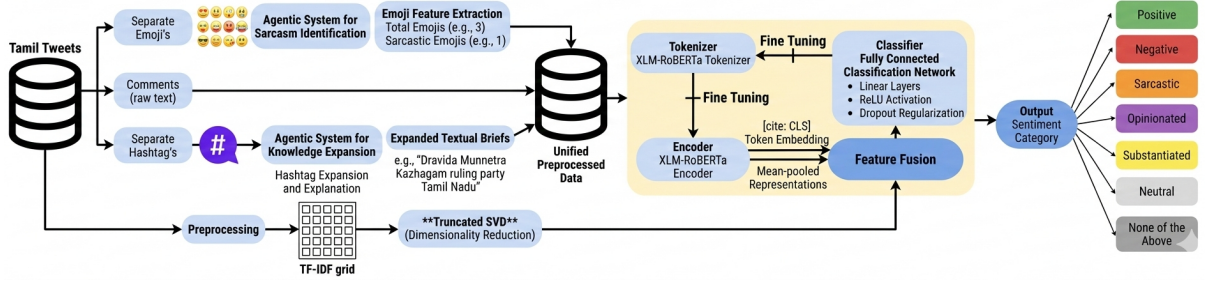 Tamil Tweets
Separate
Emoji's
Agentic System for
Sarcasm Identification
Emoji Feature Extraction
Total Emojis (e.g., 3)
Sarcastic Emojis (e.g., 1)
Comments
(raw text)
Separate
Hashtag's
#
Agentic System for
Knowledge Expansion
Hashtag Expansion
and Explanation
Expanded Textual Briefs
e.g., "Dravida Munnetra
Kazhagam ruling party
Tamil Nadu"
Unified
Preprocessed
Data
Preprocessing
TF-IDF grid
**Truncated SVD**
(Dimensionality Reduction)
Tokenizer
XLM-RoBERTa Tokenizer
Fine Tuning
Fine Tuning
Classifier
Fully Connected
Classification Network
• Linear Layers
• ReLU Activation
• Dropout Regularization
Encoder
XLM-RoBERTa
Encoder
[cite: CLS]
Token Embedding
Mean-pooled
Representations
Feature Fusion
Output
Sentiment
Category
Positive
Negative
Sarcastic
Opinionated
Substantiated
Neutral
None of the
Above